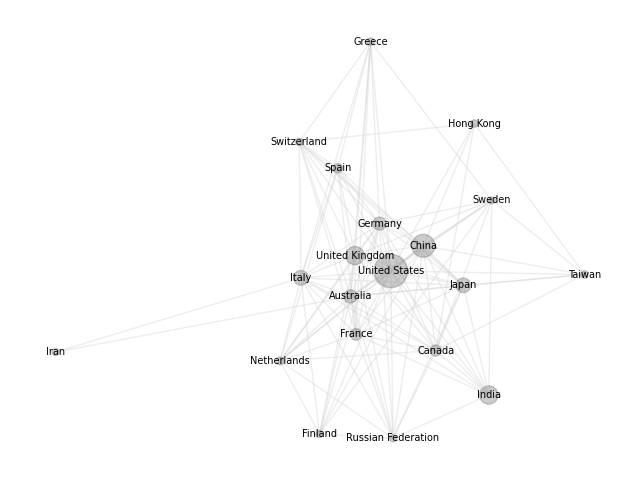 Greece
Hong Kong
Switzerland
Spain
Sweden
Germany
China
United Kingdom
United States
Taiwan
Italy
Japan
Australia
France
Canada
Iran
Netherlands
India
Finland
Russian Federation